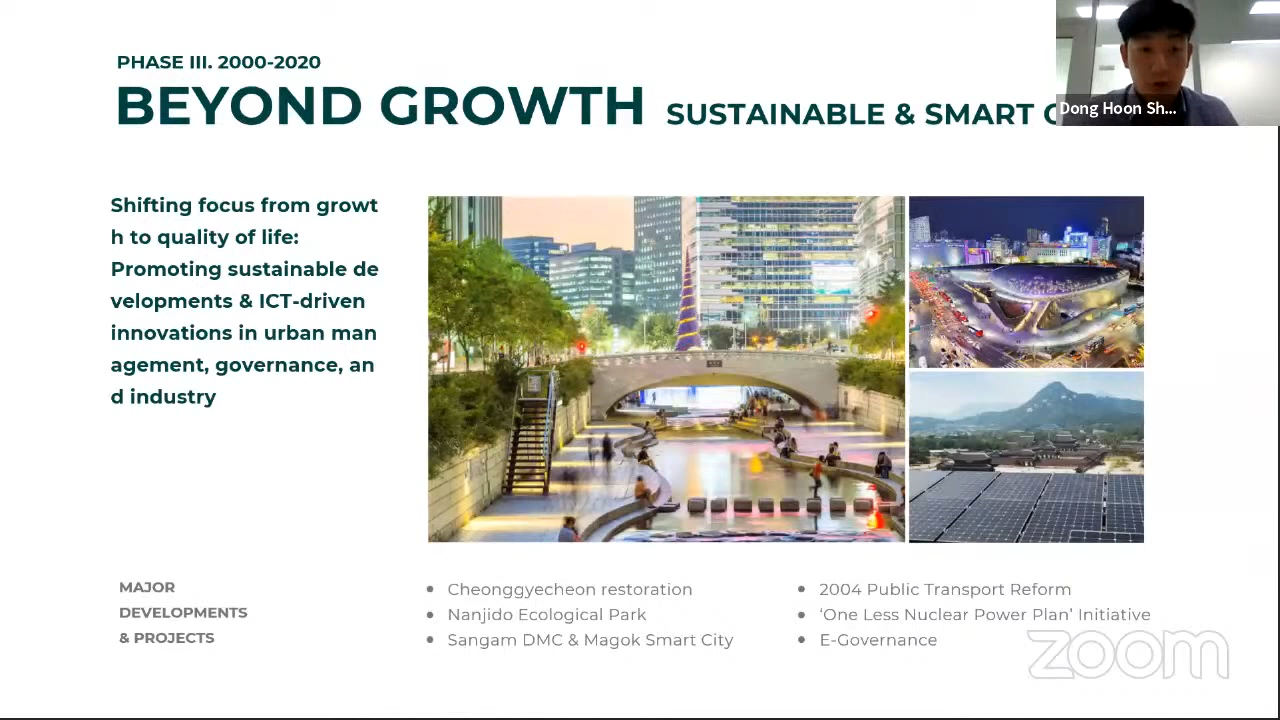 PHASE III. 2000-2020
BEYOND GROWTH SUSTAINABLE & SMART
Dong Hoon Sh...
Shifting focus from growt
h to quality of life:
Promoting sustainable de
velopments & ICT-driven
innovations in urban man
agement, governance, an
d industry
MAJOR
DEVELOPMENTS
& PROJECTS
• Cheonggyecheon restoration
• Nanjido Ecological Park
• Sangam DMC & Magok Smart City
• 2004 Public Transport Reform
• ‘One Less Nuclear Power Plan’ Initiative
• E-Governance
zoom